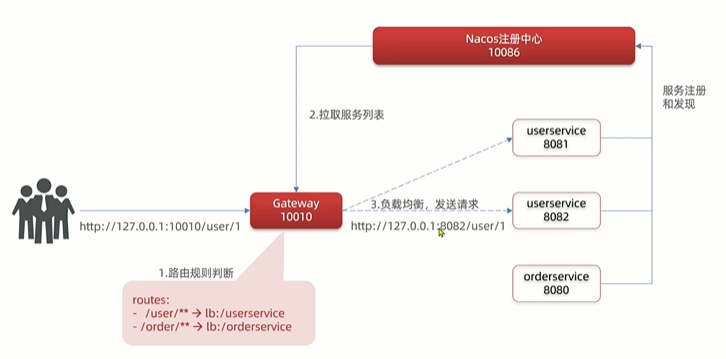 Nacos注册中心
10086
服务注册
和发现
2.拉取服务列表
userservice
8081
Gateway
10010
3.负载均衡，发送请求
userservice
8082
http://127.0.0.1:10010/user/1
http://127.0.0.1:8082/user/1
1.路由规则判断
orderservice
8080
routes:
- /user/** → lb:/userservice
- /order/** → lb:/orderservice